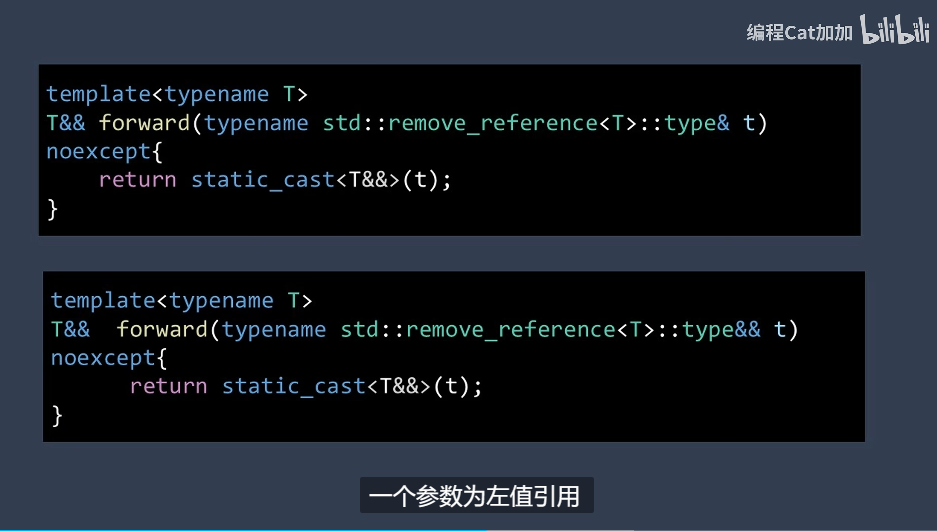 编程Cat加加 bilibili
template<typename T>
T&& forward(typename std::remove_reference<T>::type& t)
noexcept{
    return static_cast<T&&>(t);
}
template<typename T>
T&&  forward(typename std::remove_reference<T>::type&& t)
noexcept{
      return static_cast<T&&>(t);
}
一个参数为左值引用